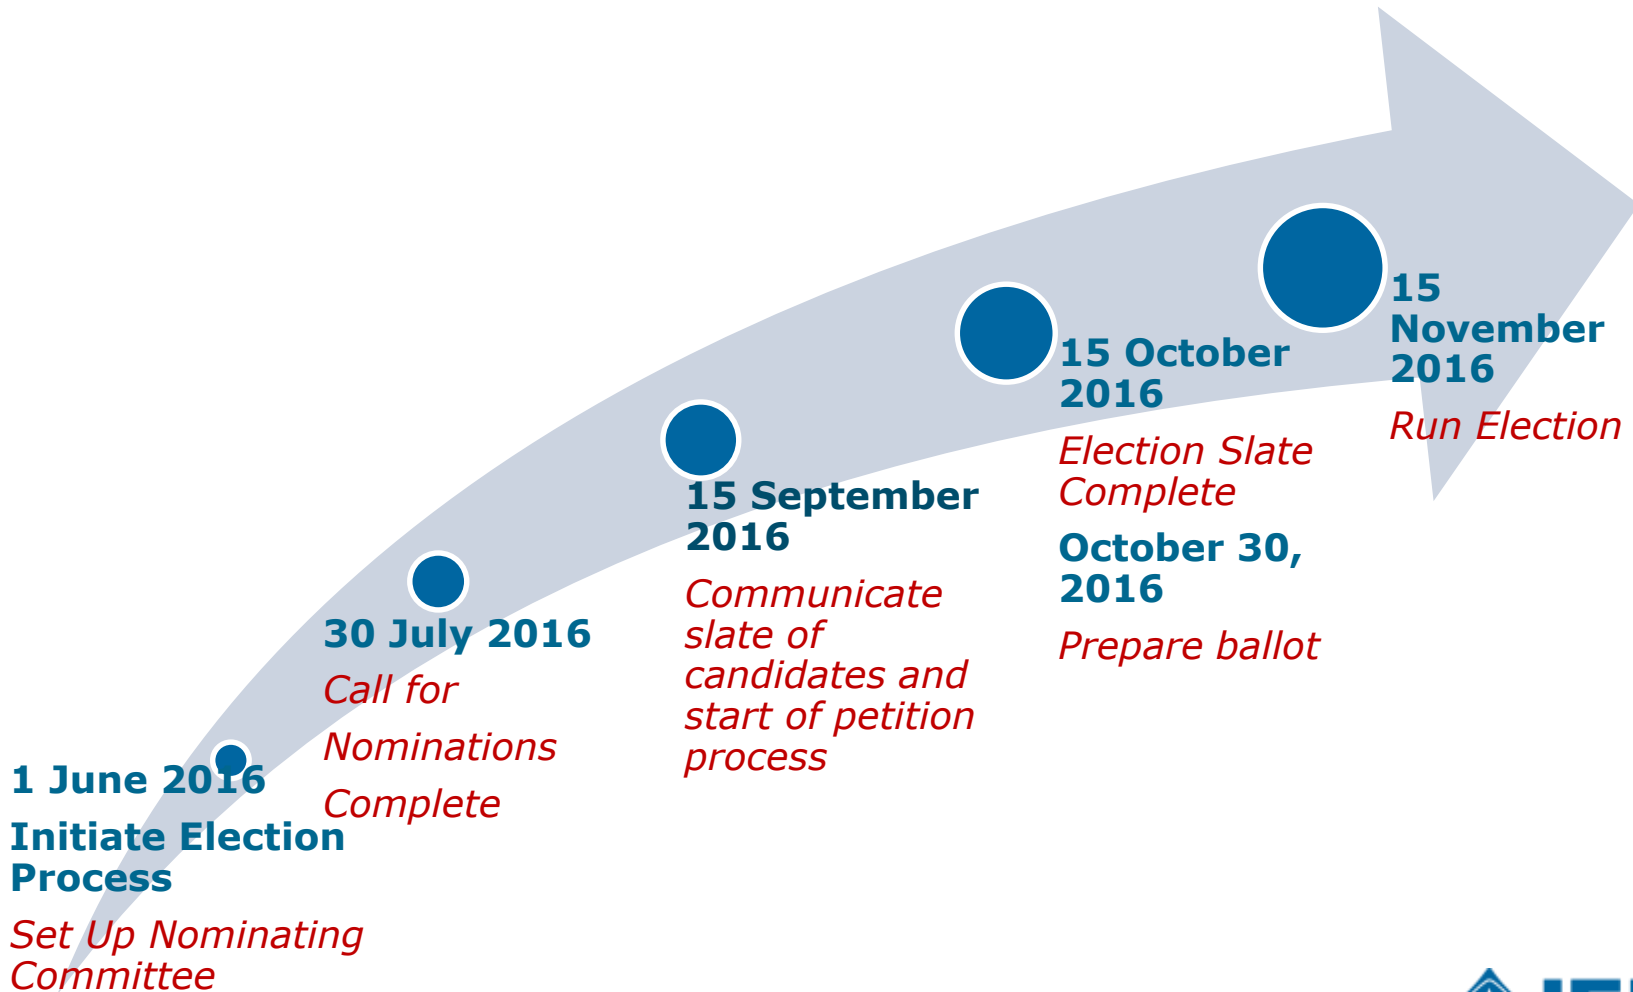 1 June 2016
Initiate Election
Process
Set Up Nominating
Committee
30 July 2016
Call for
Nominations
Complete
15 September
2016
Communicate
slate of
candidates and
start of petition
process
15 October
2016
Election Slate
Complete
October 30,
2016
Prepare ballot
15
November
2016
Run Election